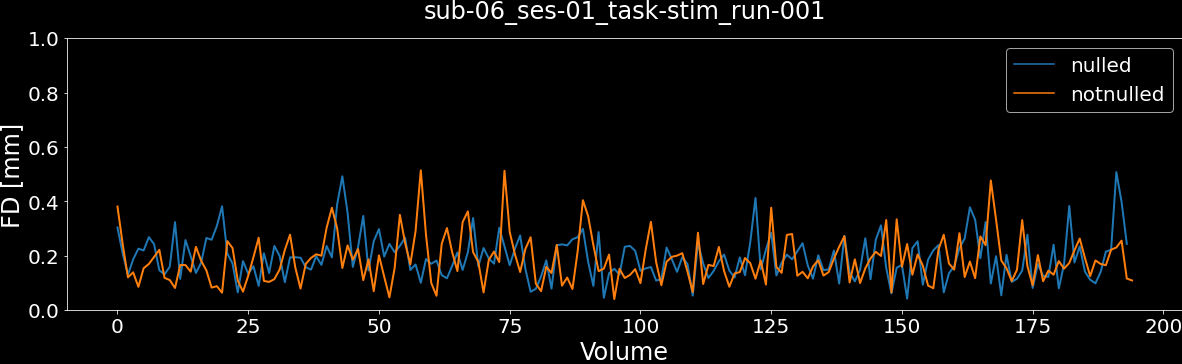 sub-06_ses-01_task-stim_run-001
1.0
0.8
0.6
0.4
0.2
0.0
FD [mm]
nulled
notnulled
0 25 50 75 100 125 150 175 200
Volume